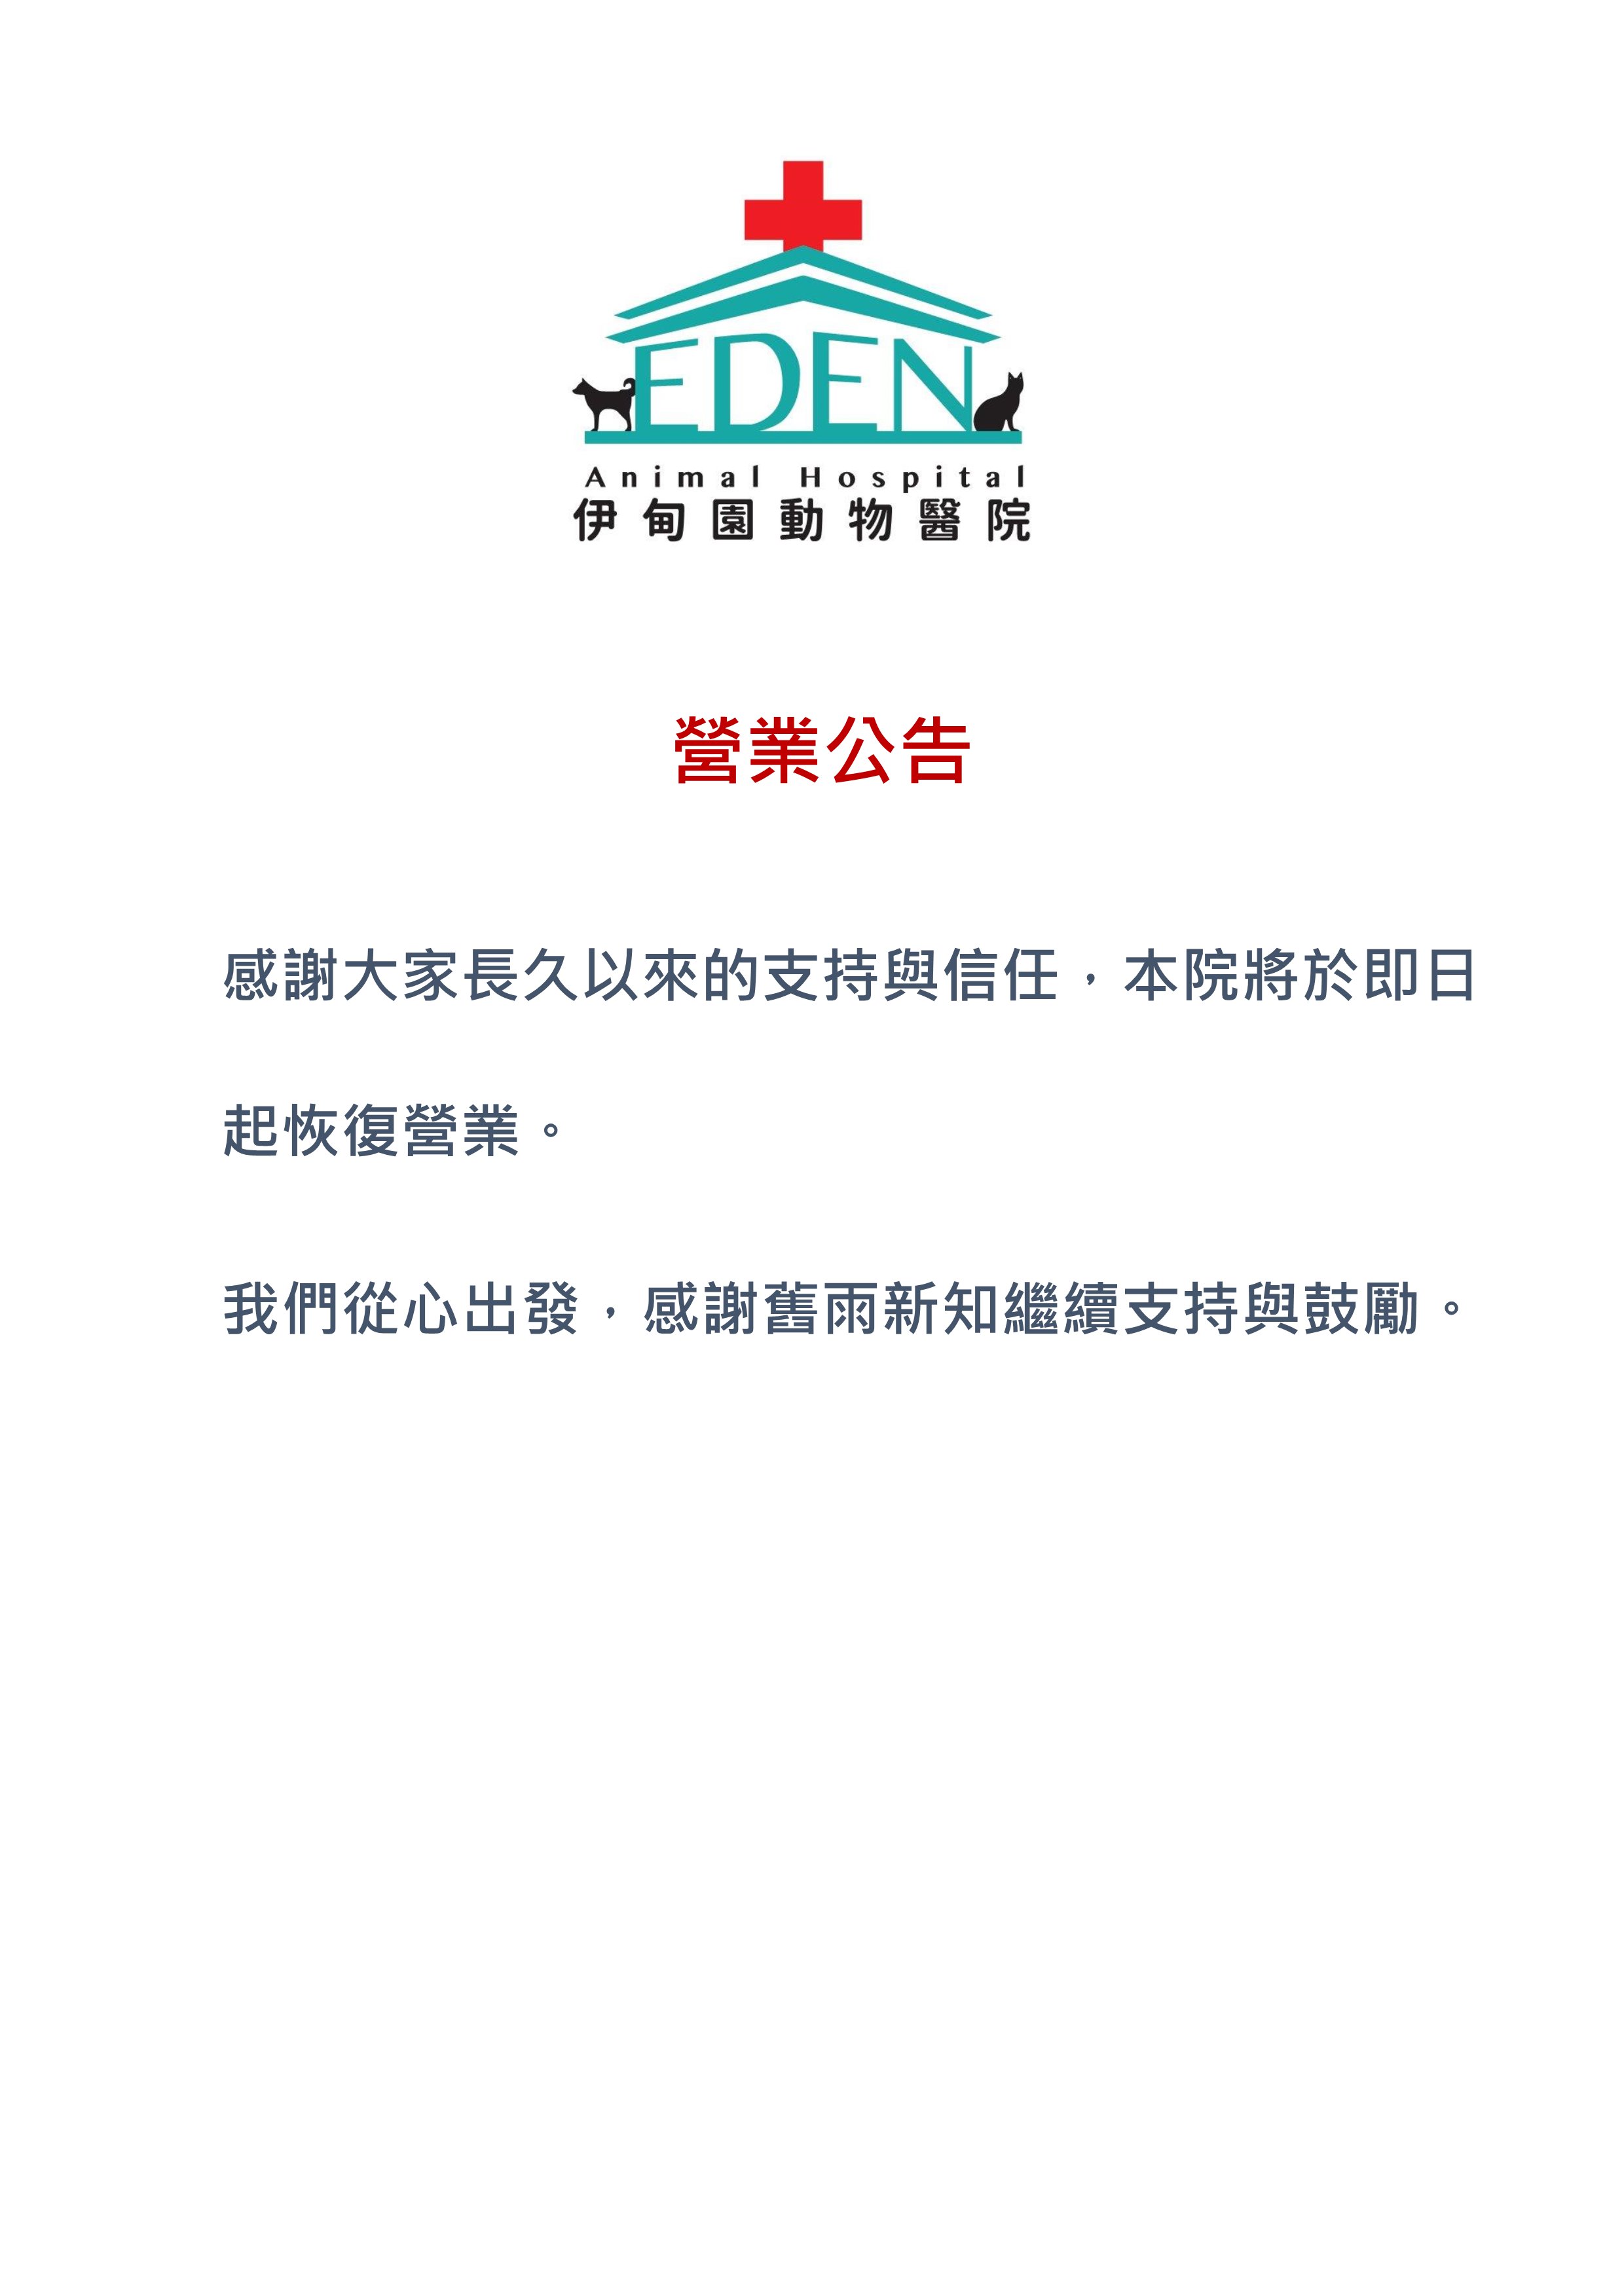 EDEN
Animal Hospital
伊甸園動物醫院
營業公告
感謝大家長久以來的支持與信任，本院將於即日
起恢復營業。
我們從心出發，感謝舊雨新知繼續支持與鼓勵。